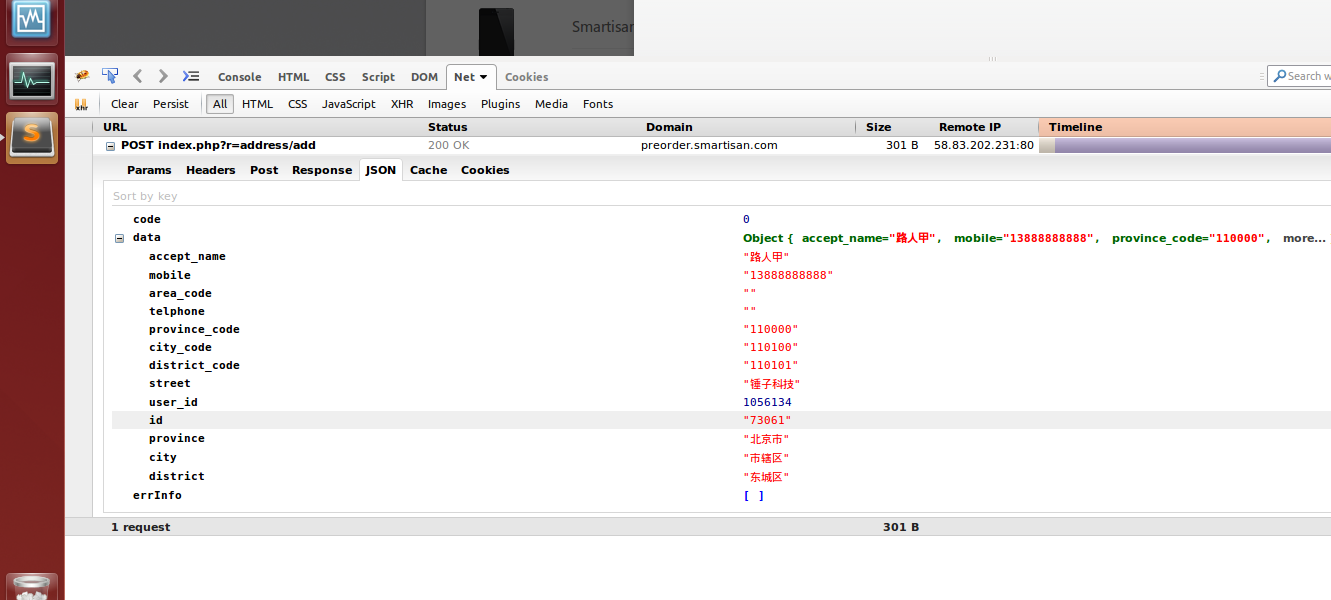 Smartisan
Console HTML CSS Script DOM Net Cookies Search w
xhr Clear Persist All HTML CSS JavaScript XHR Images Plugins Media Fonts
URL Status Domain Size Remote IP Timeline
POST index.php?r=address/add 200 OK preorder.smartisan.com 301 B 58.83.202.231:80
Params Headers Post Response JSON Cache Cookies
Sort by key
code 0
data Object { accept_name="路人甲", mobile="13888888888", province_code="110000", more...
accept_name "路人甲"
mobile "13888888888"
area_code ""
telphone ""
province_code "110000"
city_code "110100"
district_code "110101"
street "锤子科技"
user_id 1056134
id "73061"
province "北京市"
city "市辖区"
district "东城区"
errInfo [ ]
1 request 301 B